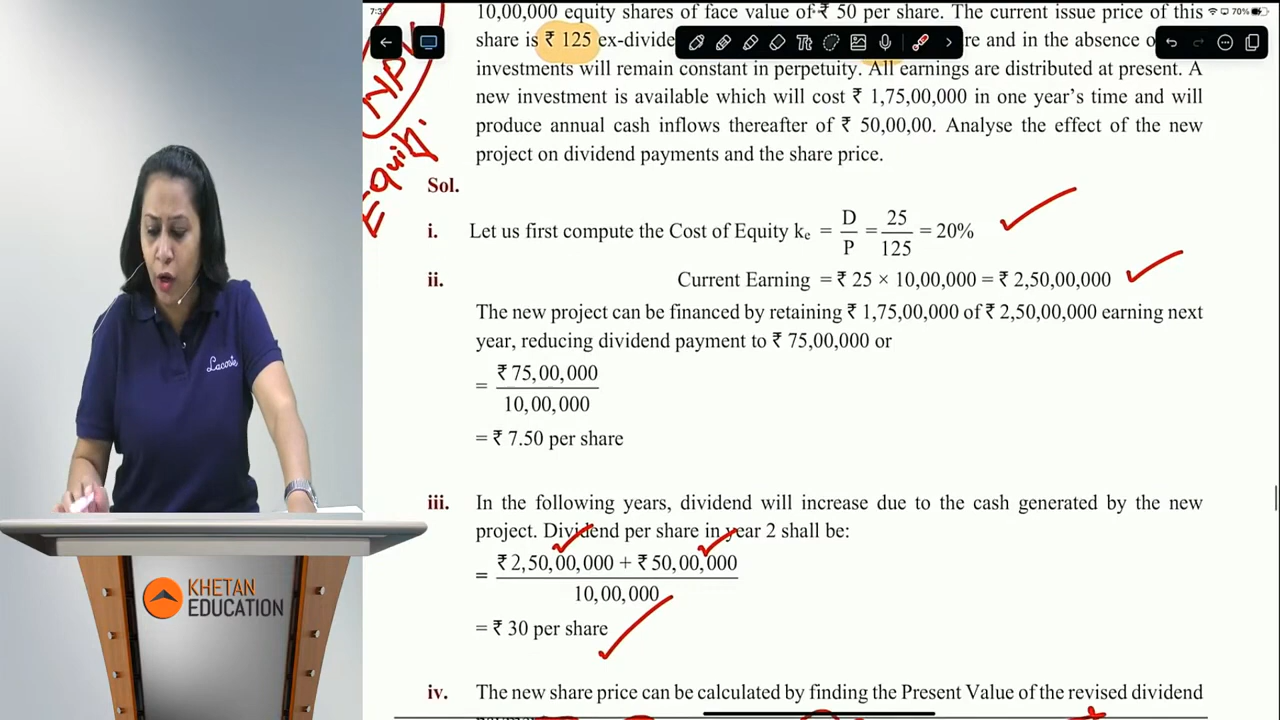 7:3
70%
10,00,000 equity shares of face value of ₹ 50 per share. The current issue price of this
share is ₹ 125 ex-divide re and in the absence o
investments will remain constant in perpetuity. All earnings are distributed at present. A
new investment is available which will cost ₹ 1,75,00,000 in one year's time and will
produce annual cash inflows thereafter of ₹ 50,00,00. Analyse the effect of the new
project on dividend payments and the share price.
Equity
Sol.
i. Let us first compute the Cost of Equity ke = D/P = 25/125 = 20%
ii. Current Earning = ₹ 25 × 10,00,000 = ₹ 2,50,00,000
The new project can be financed by retaining ₹ 1,75,00,000 of ₹ 2,50,00,000 earning next
year, reducing dividend payment to ₹ 75,00,000 or
= ₹ 75,00,000
10,00,000
= ₹ 7.50 per share
iii. In the following years, dividend will increase due to the cash generated by the new
project. Dividend per share in year 2 shall be:
= ₹ 2,50,00,000 + ₹ 50,00,000
10,00,000
= ₹ 30 per share
iv. The new share price can be calculated by finding the Present Value of the revised dividend
Lacoste
KHETAN
EDUCATION